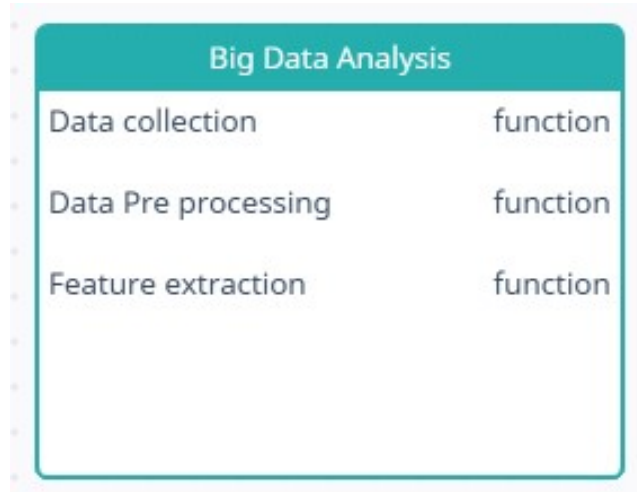 Big Data Analysis
Data collection function
Data Pre processing function
Feature extraction function